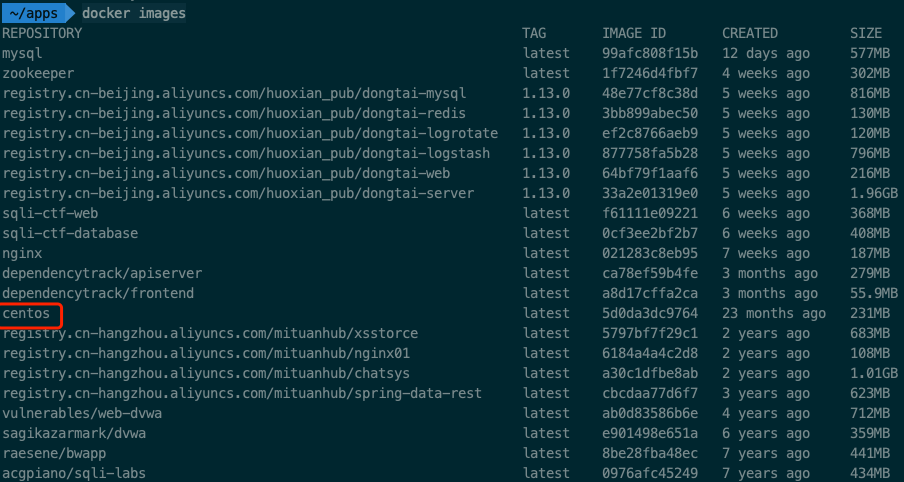 ~/apps docker images
REPOSITORY TAG IMAGE ID CREATED SIZE
mysql latest 99afc808f15b 12 days ago 577MB
zookeeper latest 1f7246d4fbf7 4 weeks ago 302MB
registry.cn-beijing.aliyuncs.com/huoxian_pub/dongtai-mysql 1.13.0 48e77cf8c38d 5 weeks ago 816MB
registry.cn-beijing.aliyuncs.com/huoxian_pub/dongtai-redis 1.13.0 3bb899abec50 5 weeks ago 130MB
registry.cn-beijing.aliyuncs.com/huoxian_pub/dongtai-logrotate 1.13.0 ef2c8766aeb9 5 weeks ago 120MB
registry.cn-beijing.aliyuncs.com/huoxian_pub/dongtai-logstash 1.13.0 877758fa5b28 5 weeks ago 796MB
registry.cn-beijing.aliyuncs.com/huoxian_pub/dongtai-web 1.13.0 64bf79f1aaf6 5 weeks ago 216MB
registry.cn-beijing.aliyuncs.com/huoxian_pub/dongtai-server 1.13.0 33a2e01319e0 5 weeks ago 1.96GB
sqli-ctf-web latest f61111e09221 6 weeks ago 368MB
sqli-ctf-database latest 0cf3ee2bf2b7 6 weeks ago 408MB
nginx latest 021283c8eb95 7 weeks ago 187MB
dependencytrack/apiserver latest ca78ef59b4fe 3 months ago 279MB
dependencytrack/frontend latest a8d17cffa2ca 3 months ago 55.9MB
centos latest 5d0da3dc9764 23 months ago 231MB
registry.cn-hangzhou.aliyuncs.com/mituanhub/xsstorce latest 5797bf7f29c1 2 years ago 683MB
registry.cn-hangzhou.aliyuncs.com/mituanhub/nginx01 latest 6184a4a4c2d8 2 years ago 108MB
registry.cn-hangzhou.aliyuncs.com/mituanhub/chatsys latest a30c1dfbe8ab 2 years ago 1.01GB
registry.cn-hangzhou.aliyuncs.com/mituanhub/spring-data-rest latest cbcdaa77d6f7 3 years ago 623MB
vulnerables/web-dvwa latest ab0d83586b6e 4 years ago 712MB
sagikazarmark/dvwa latest e901498e651a 6 years ago 359MB
raesene/bwapp latest 8be28fba48ec 7 years ago 441MB
acgpiano/sqli-labs latest 0976afc45249 7 years ago 434MB